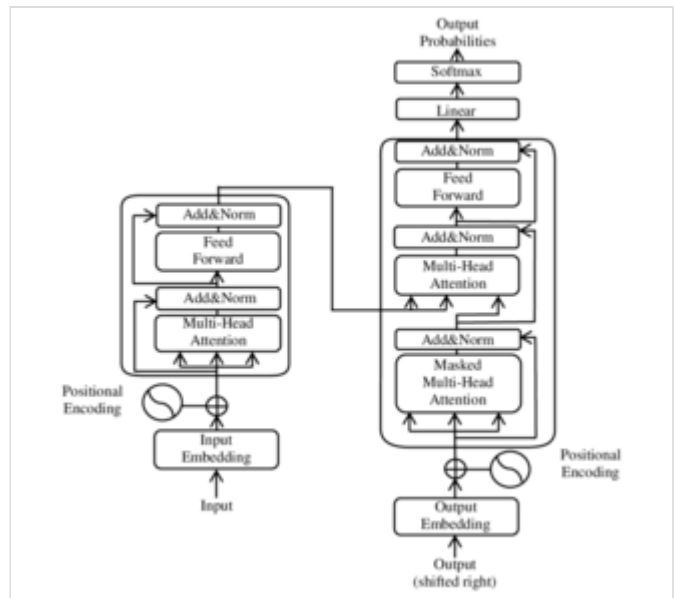 Output
Probabilities
Softmax
Linear
Add&Norm
Feed
Forward
Add&Norm
Multi-Head
Attention
Add&Norm
Masked
Multi-Head
Attention
Positional
Encoding
Output
Embedding
Output
(shifted right)
Add&Norm
Feed
Forward
Add&Norm
Multi-Head
Attention
Positional
Encoding
Input
Embedding
Input